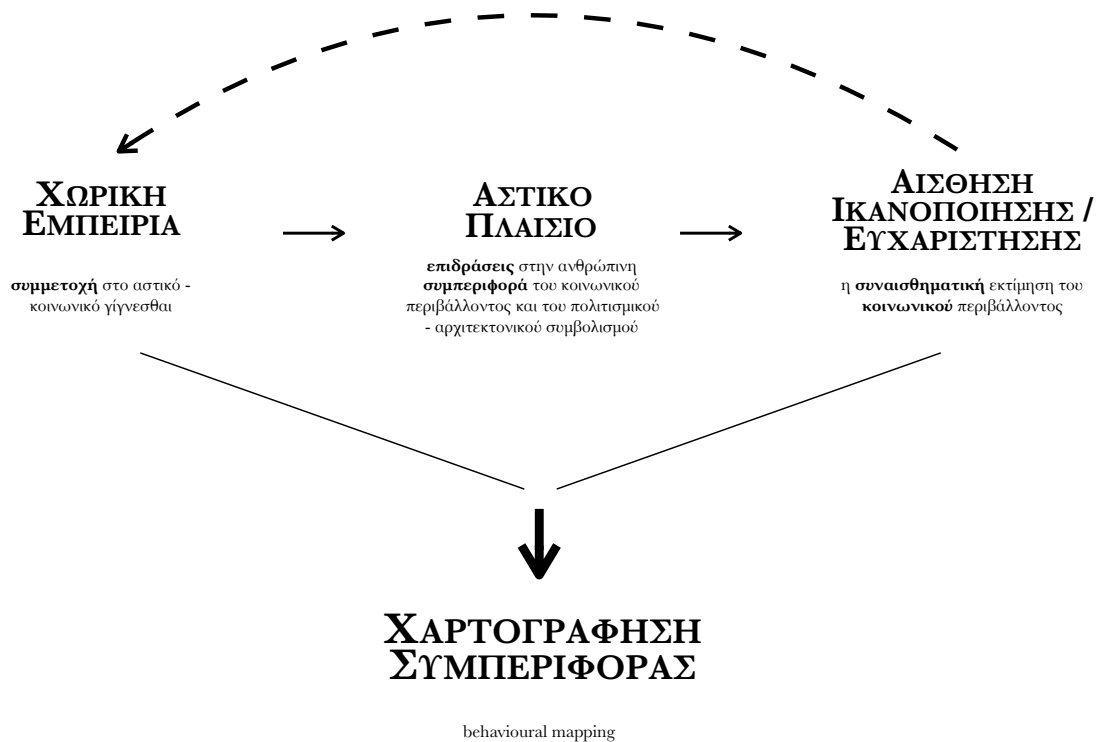 ΧΩΡΙΚΗ
ΕΜΠΕΙΡΙΑ
συμμετοχή στο αστικό -
κοινωνικό γίγνεσθαι
ΑΣΤΙΚΟ
ΠΛΑΙΣΙΟ
επιδράσεις στην ανθρώπινη
συμπεριφορά του κοινωνικού
περιβάλλοντος και του πολιτισμικού
- αρχιτεκτονικού συμβολισμού
ΑΙΣΘΗΣΗ
ΙΚΑΝΟΠΟΙΗΣΗΣ /
ΕΥΧΑΡΙΣΤΗΣΗΣ
η συναισθηματική εκτίμηση του
κοινωνικού περιβάλλοντος
ΧΑΡΤΟΓΡΑΦΗΣΗ
ΣΥΜΠΕΡΙΦΟΡΑΣ
behavioural mapping